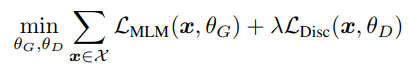 min_{θ_G,θ_D} ∑_{x∈𝒳} ℒ_MLM(x, θ_G) + λℒ_Disc(x, θ_D)